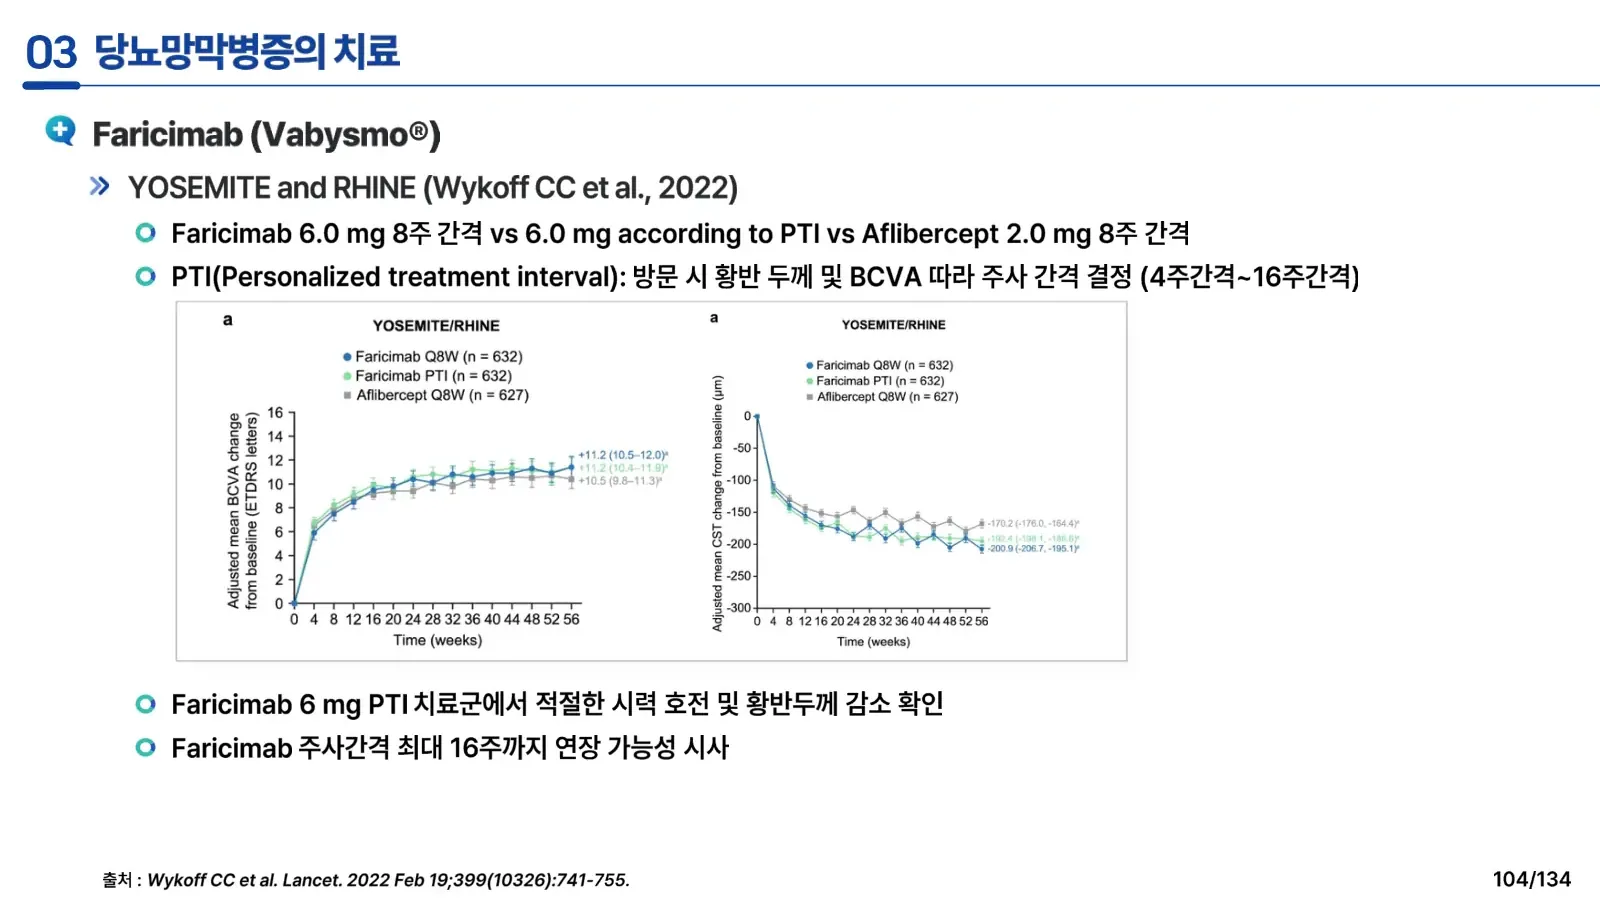 03 당뇨망막병증의 치료
Faricimab (Vabysmo®)
YOSEMITE and RHINE (Wykoff CC et al., 2022)
Faricimab 6.0 mg 8주 간격 vs 6.0 mg according to PTI vs Aflibercept 2.0 mg 8주 간격
PTI(Personalized treatment interval): 방문 시 황반 두께 및 BCVA 따라 주사 간격 결정 (4주간격~16주간격)
a
YOSEMITE/RHINE
Faricimab Q8W (n = 632)
Faricimab PTI (n = 632)
Aflibercept Q8W (n = 627)
Adjusted mean BCVA change
from baseline (ETDRS letters)
16
14
12
10
8
6
4
2
0
+11.2 (10.5–12.0)ᵃ
+11.2 (10.4–11.9)ᵃ
+10.5 (9.8–11.3)ᵃ
0 4 8 12 16 20 24 28 32 36 40 44 48 52 56
Time (weeks)
a
YOSEMITE/RHINE
Faricimab Q8W (n = 632)
Faricimab PTI (n = 632)
Aflibercept Q8W (n = 627)
Adjusted mean CST change from baseline (μm)
0
-50
-100
-150
-200
-250
-300
-170.2 (-176.0, -164.4)ᵃ
-200.9 (-206.7, -195.1)ᵃ
0 4 8 12 16 20 24 28 32 36 40 44 48 52 56
Time (weeks)
Faricimab 6 mg PTI 치료군에서 적절한 시력 호전 및 황반두께 감소 확인
Faricimab 주사간격 최대 16주까지 연장 가능성 시사
출처 : Wykoff CC et al. Lancet. 2022 Feb 19;399(10326):741-755.
104/134